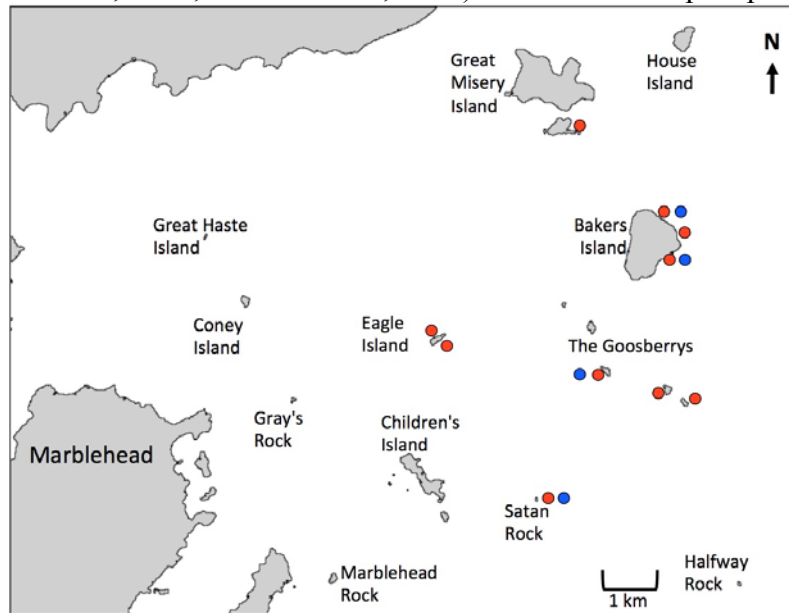 Great
Misery
Island
House
Island
N
Great Haste
Island
Bakers
Island
Coney
Island
Eagle
Island
The Goosberrys
Gray's
Rock
Children's
Island
Marblehead
Satan
Rock
Marblehead
Rock
Halfway
Rock
1 km